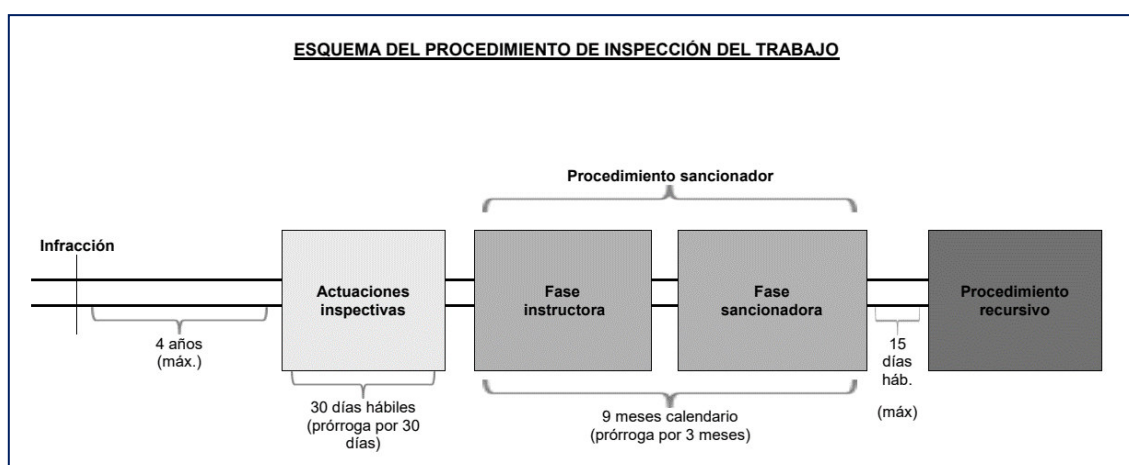 ESQUEMA DEL PROCEDIMIENTO DE INSPECCIÓN DEL TRABAJO
Procedimiento sancionador
Infracción
Actuaciones
inspectivas
Fase
instructora
Fase
sancionadora
Procedimiento
recursivo
4 años
(máx.)
30 días hábiles
(prórroga por 30
días)
9 meses calendario
(prórroga por 3 meses)
15
días
háb.
(máx)